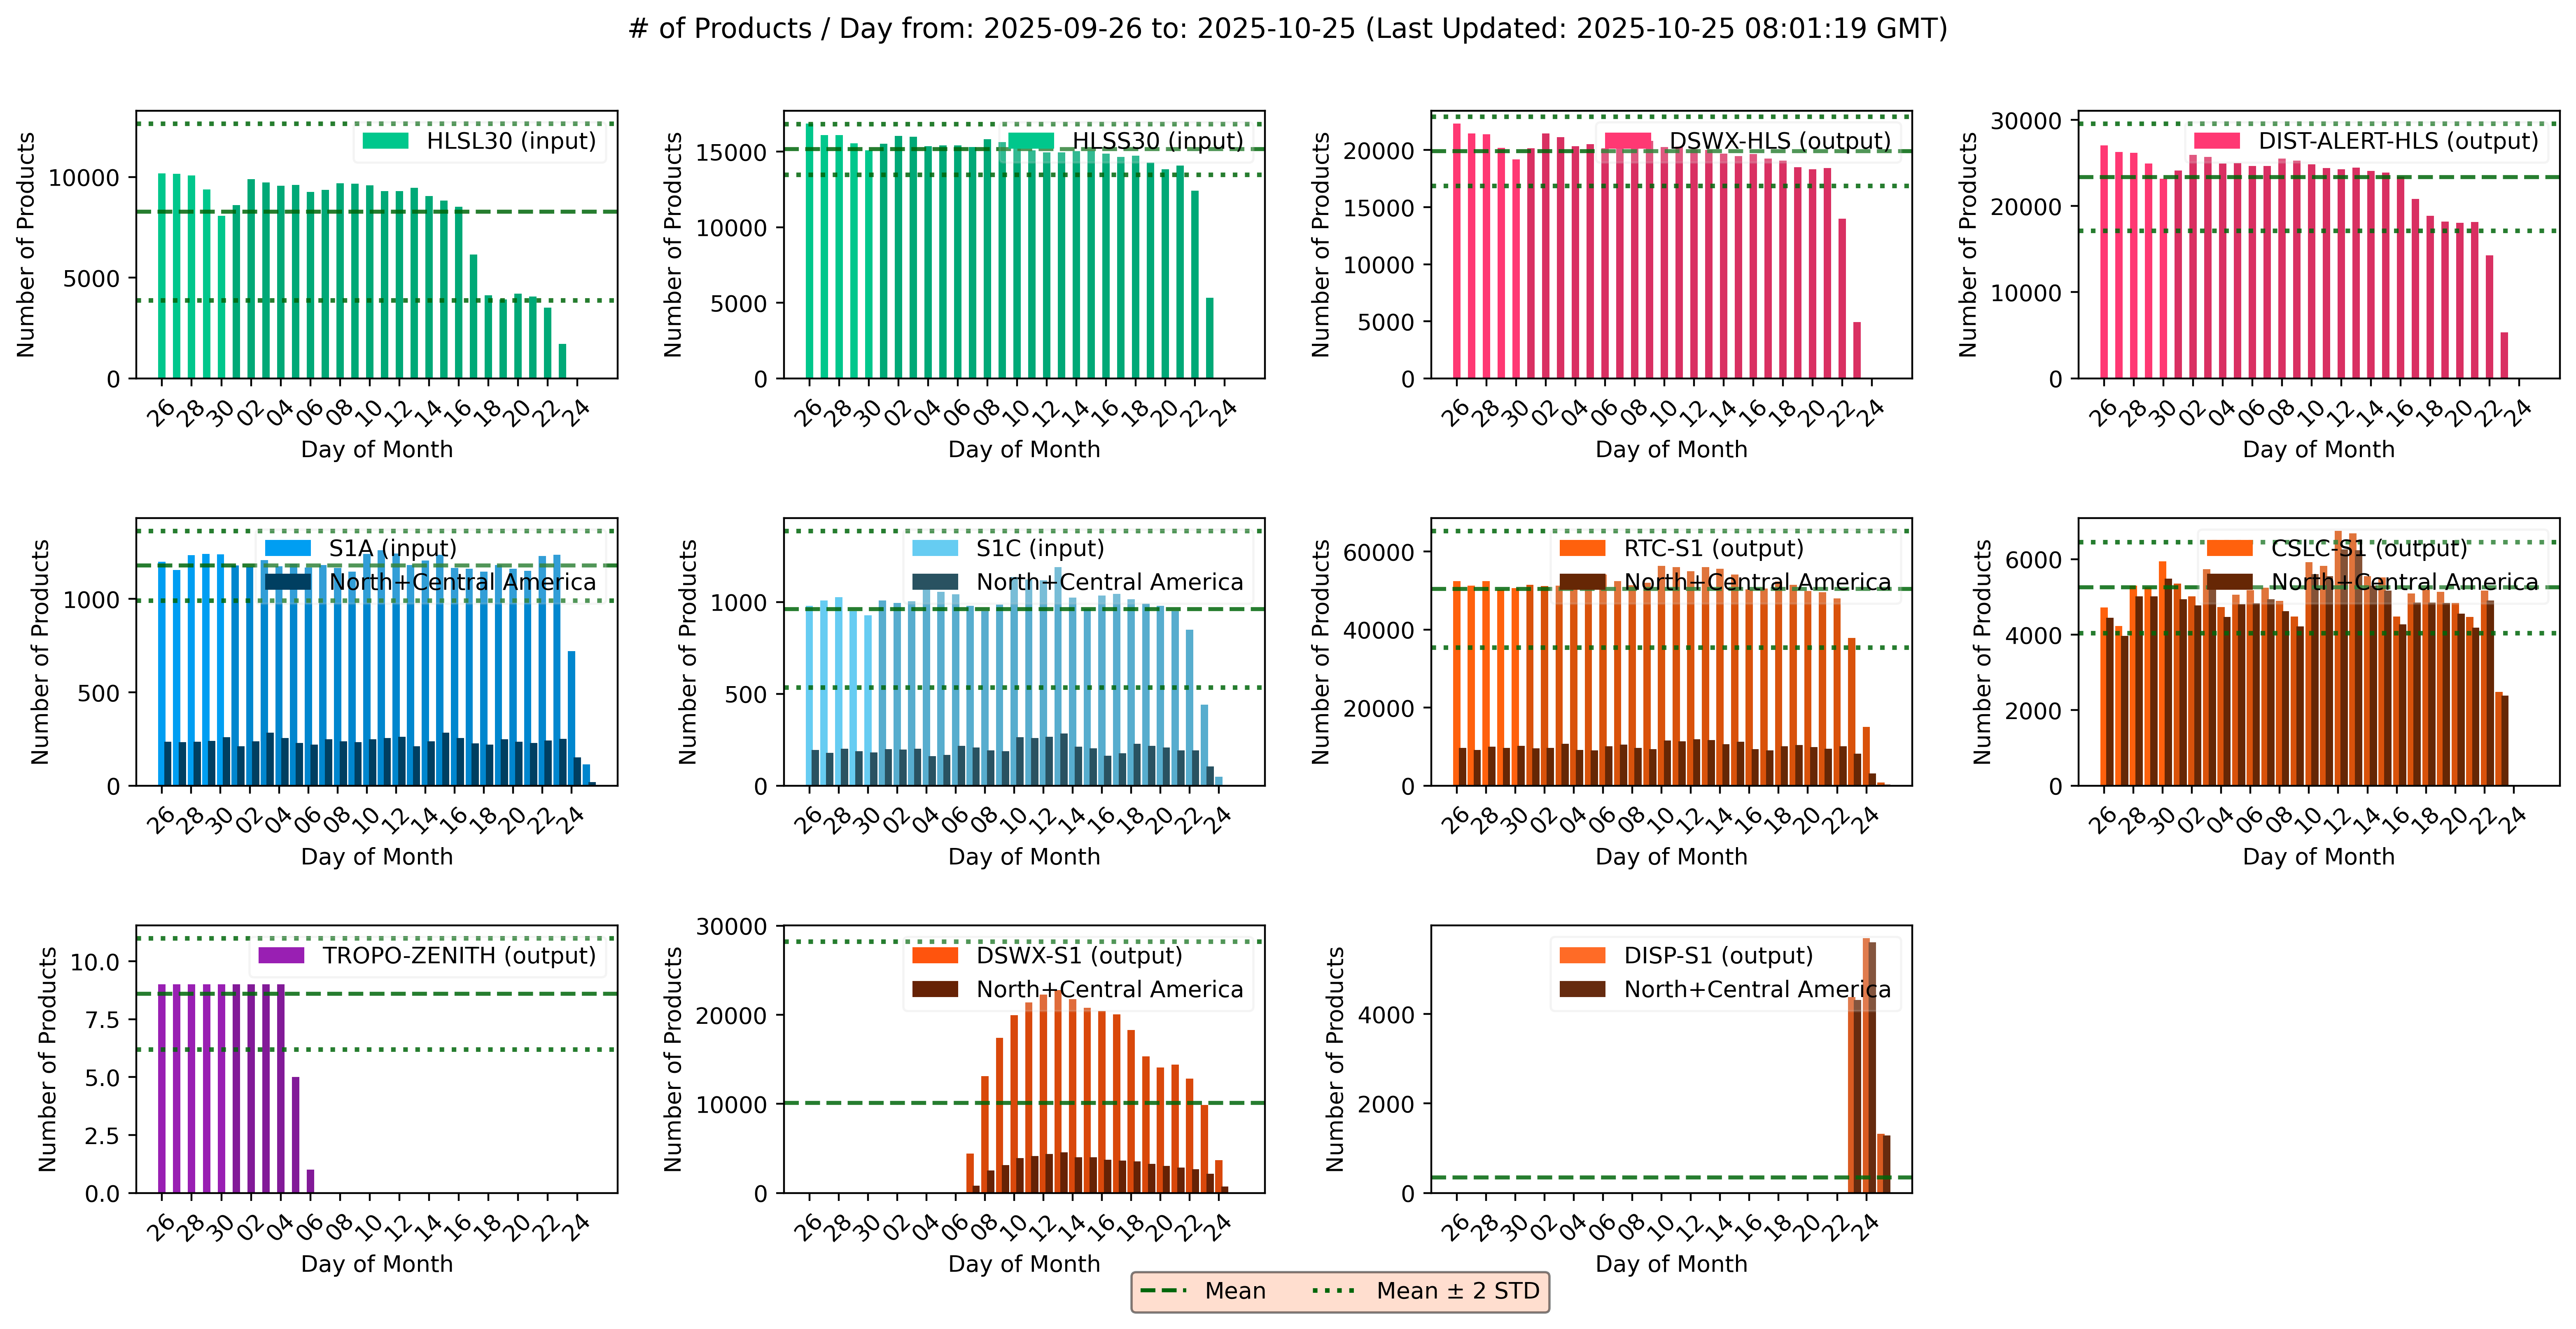 # of Products / Day from: 2025-09-26 to: 2025-10-25 (Last Updated: 2025-10-25 08:01:19 GMT)
Number of Products
10000
5000
0
HLSL30 (input)
26 28 30 02 04 06 08 10 12 14 16 18 20 22 24
Day of Month
Number of Products
15000
10000
5000
0
HLSS30 (input)
26 28 30 02 04 06 08 10 12 14 16 18 20 22 24
Day of Month
Number of Products
20000
15000
10000
5000
0
DSWX-HLS (output)
26 28 30 02 04 06 08 10 12 14 16 18 20 22 24
Day of Month
Number of Products
30000
20000
10000
0
DIST-ALERT-HLS (output)
26 28 30 02 04 06 08 10 12 14 16 18 20 22 24
Day of Month
Number of Products
1000
500
0
S1A (input)
North+Central America
26 28 30 02 04 06 08 10 12 14 16 18 20 22 24
Day of Month
Number of Products
1000
500
0
S1C (input)
North+Central America
26 28 30 02 04 06 08 10 12 14 16 18 20 22 24
Day of Month
Number of Products
60000
40000
20000
0
RTC-S1 (output)
North+Central America
26 28 30 02 04 06 08 10 12 14 16 18 20 22 24
Day of Month
Number of Products
6000
4000
2000
0
CSLC-S1 (output)
North+Central America
26 28 30 02 04 06 08 10 12 14 16 18 20 22 24
Day of Month
Number of Products
10.0
7.5
5.0
2.5
0.0
TROPO-ZENITH (output)
26 28 30 02 04 06 08 10 12 14 16 18 20 22 24
Day of Month
Number of Products
30000
20000
10000
0
DSWX-S1 (output)
North+Central America
26 28 30 02 04 06 08 10 12 14 16 18 20 22 24
Day of Month
Number of Products
4000
2000
0
DISP-S1 (output)
North+Central America
26 28 30 02 04 06 08 10 12 14 16 18 20 22 24
Day of Month
Mean
Mean ± 2 STD